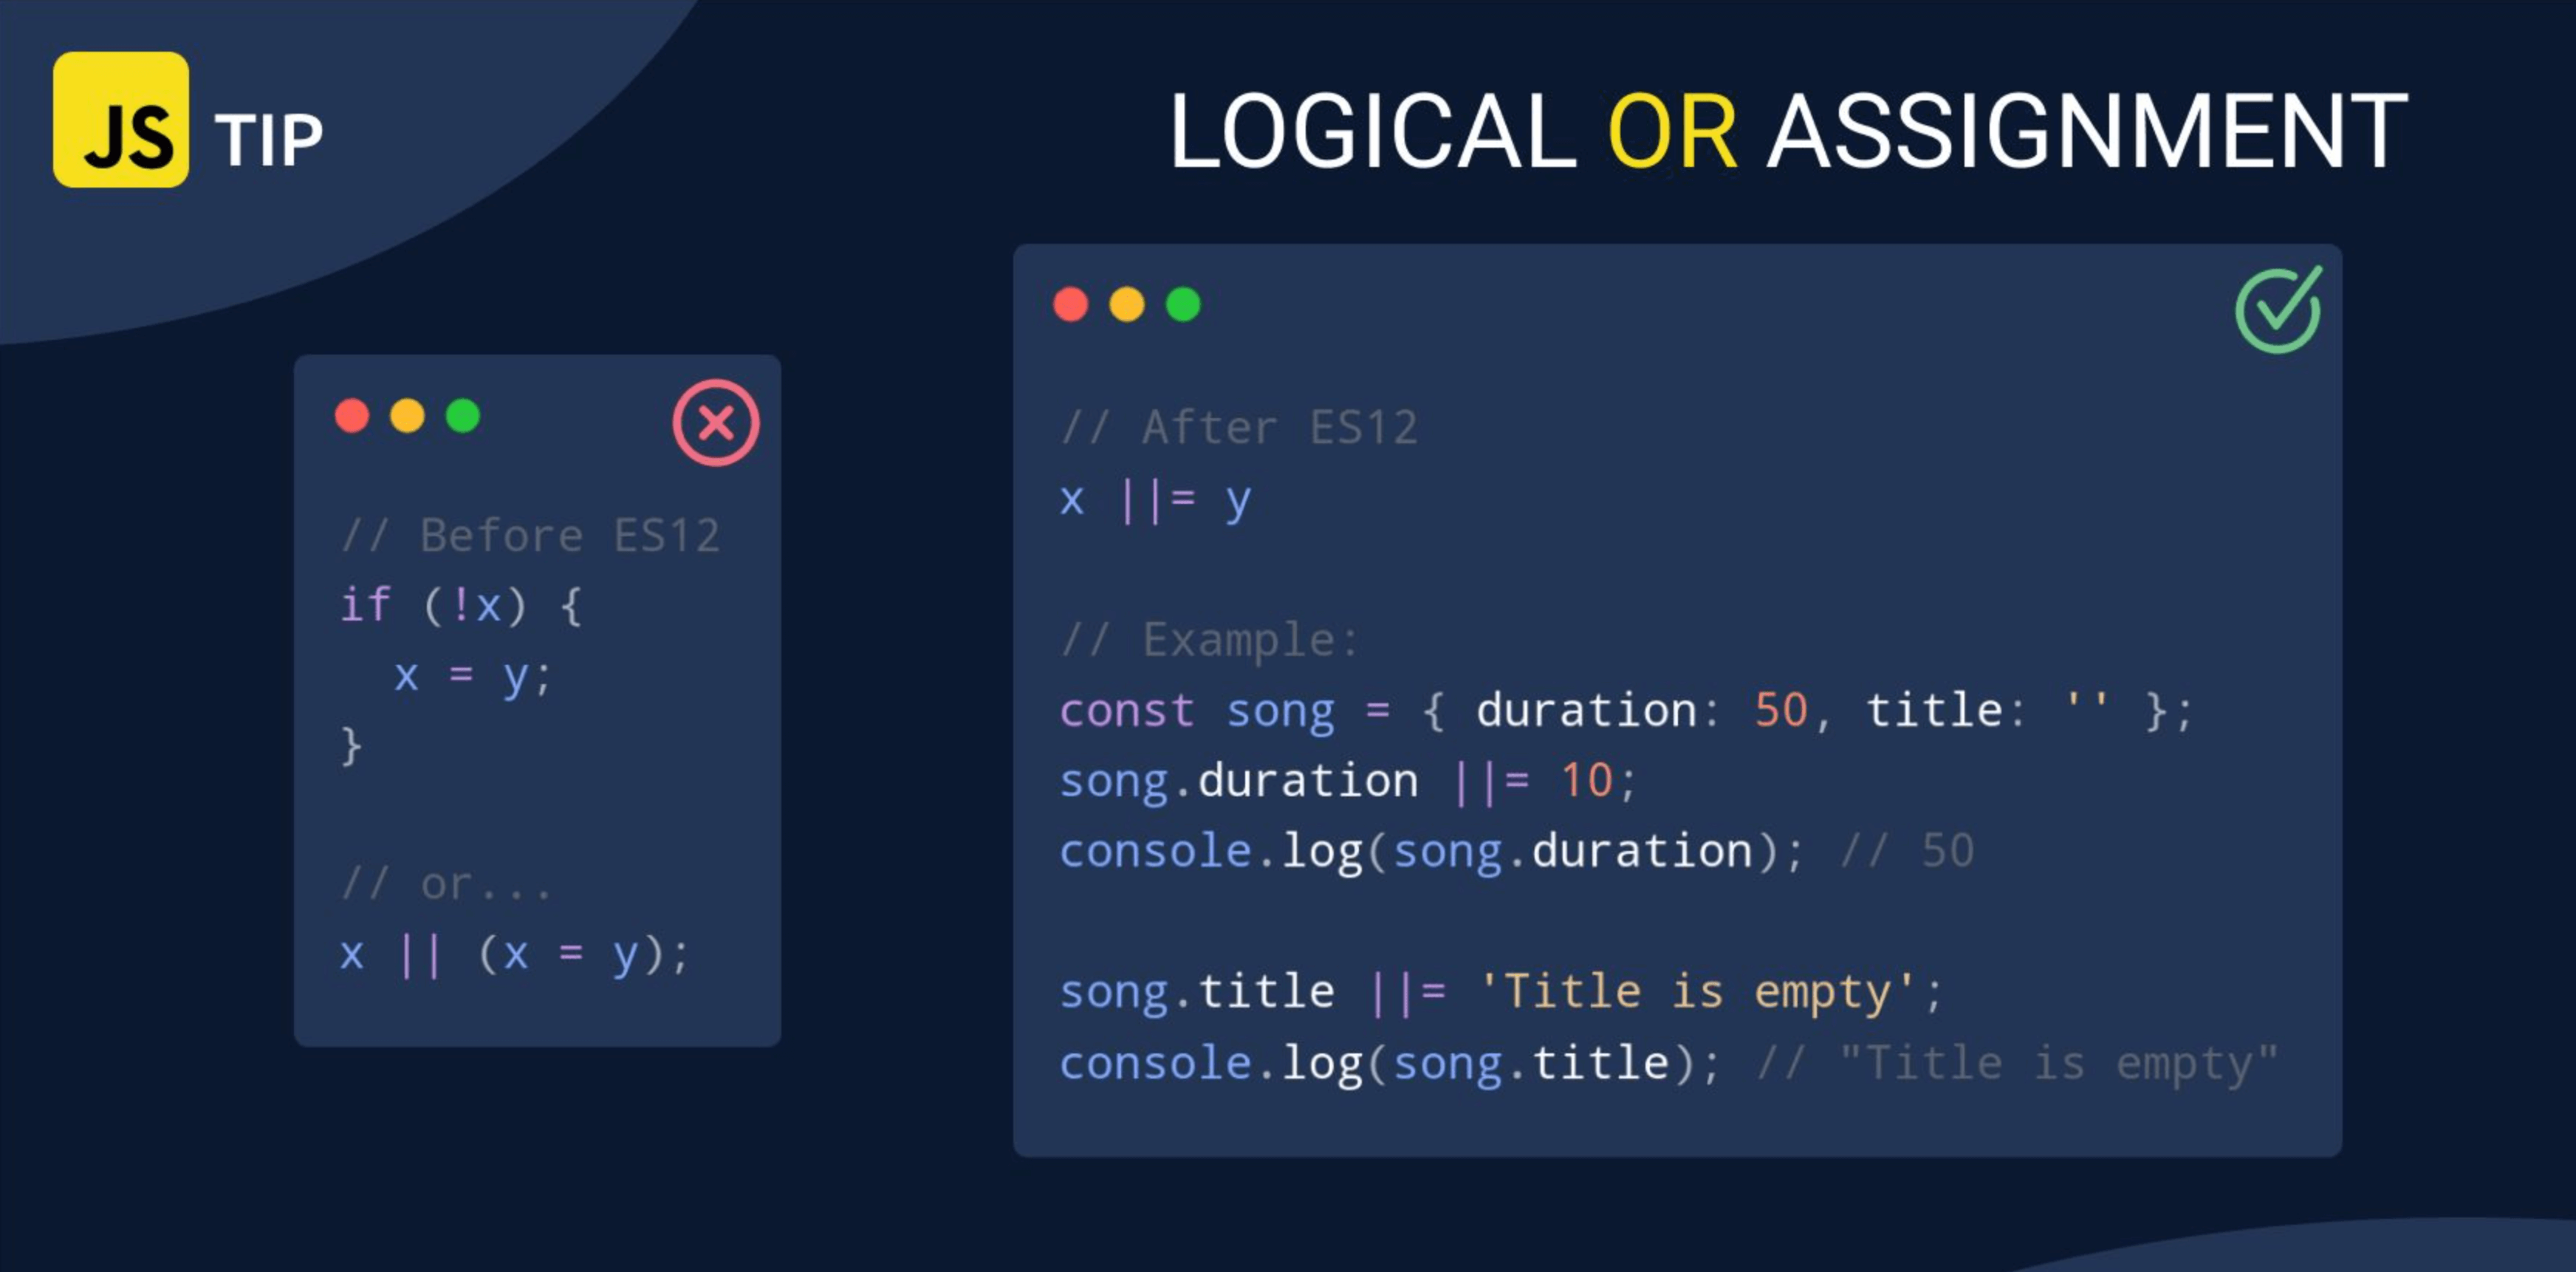 JS TIP
LOGICAL OR ASSIGNMENT
// Before ES12
if (!x) {
  x = y;
}
// or...
x || (x = y);
// After ES12
x ||= y
// Example:
const song = { duration: 50, title: '' };
song.duration ||= 10;
console.log(song.duration); // 50
song.title ||= 'Title is empty';
console.log(song.title); // "Title is empty"